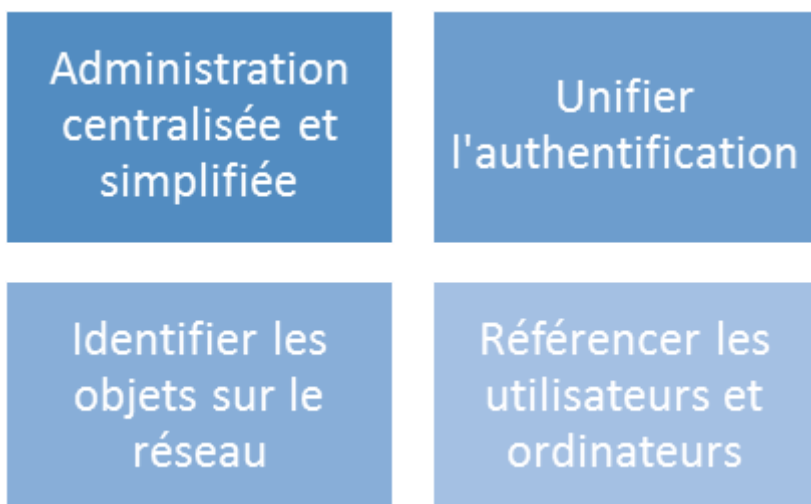 Administration
centralisée et
simplifiée
Unifier
l'authentification
Identifier les
objets sur le
réseau
Référencer les
utilisateurs et
ordinateurs